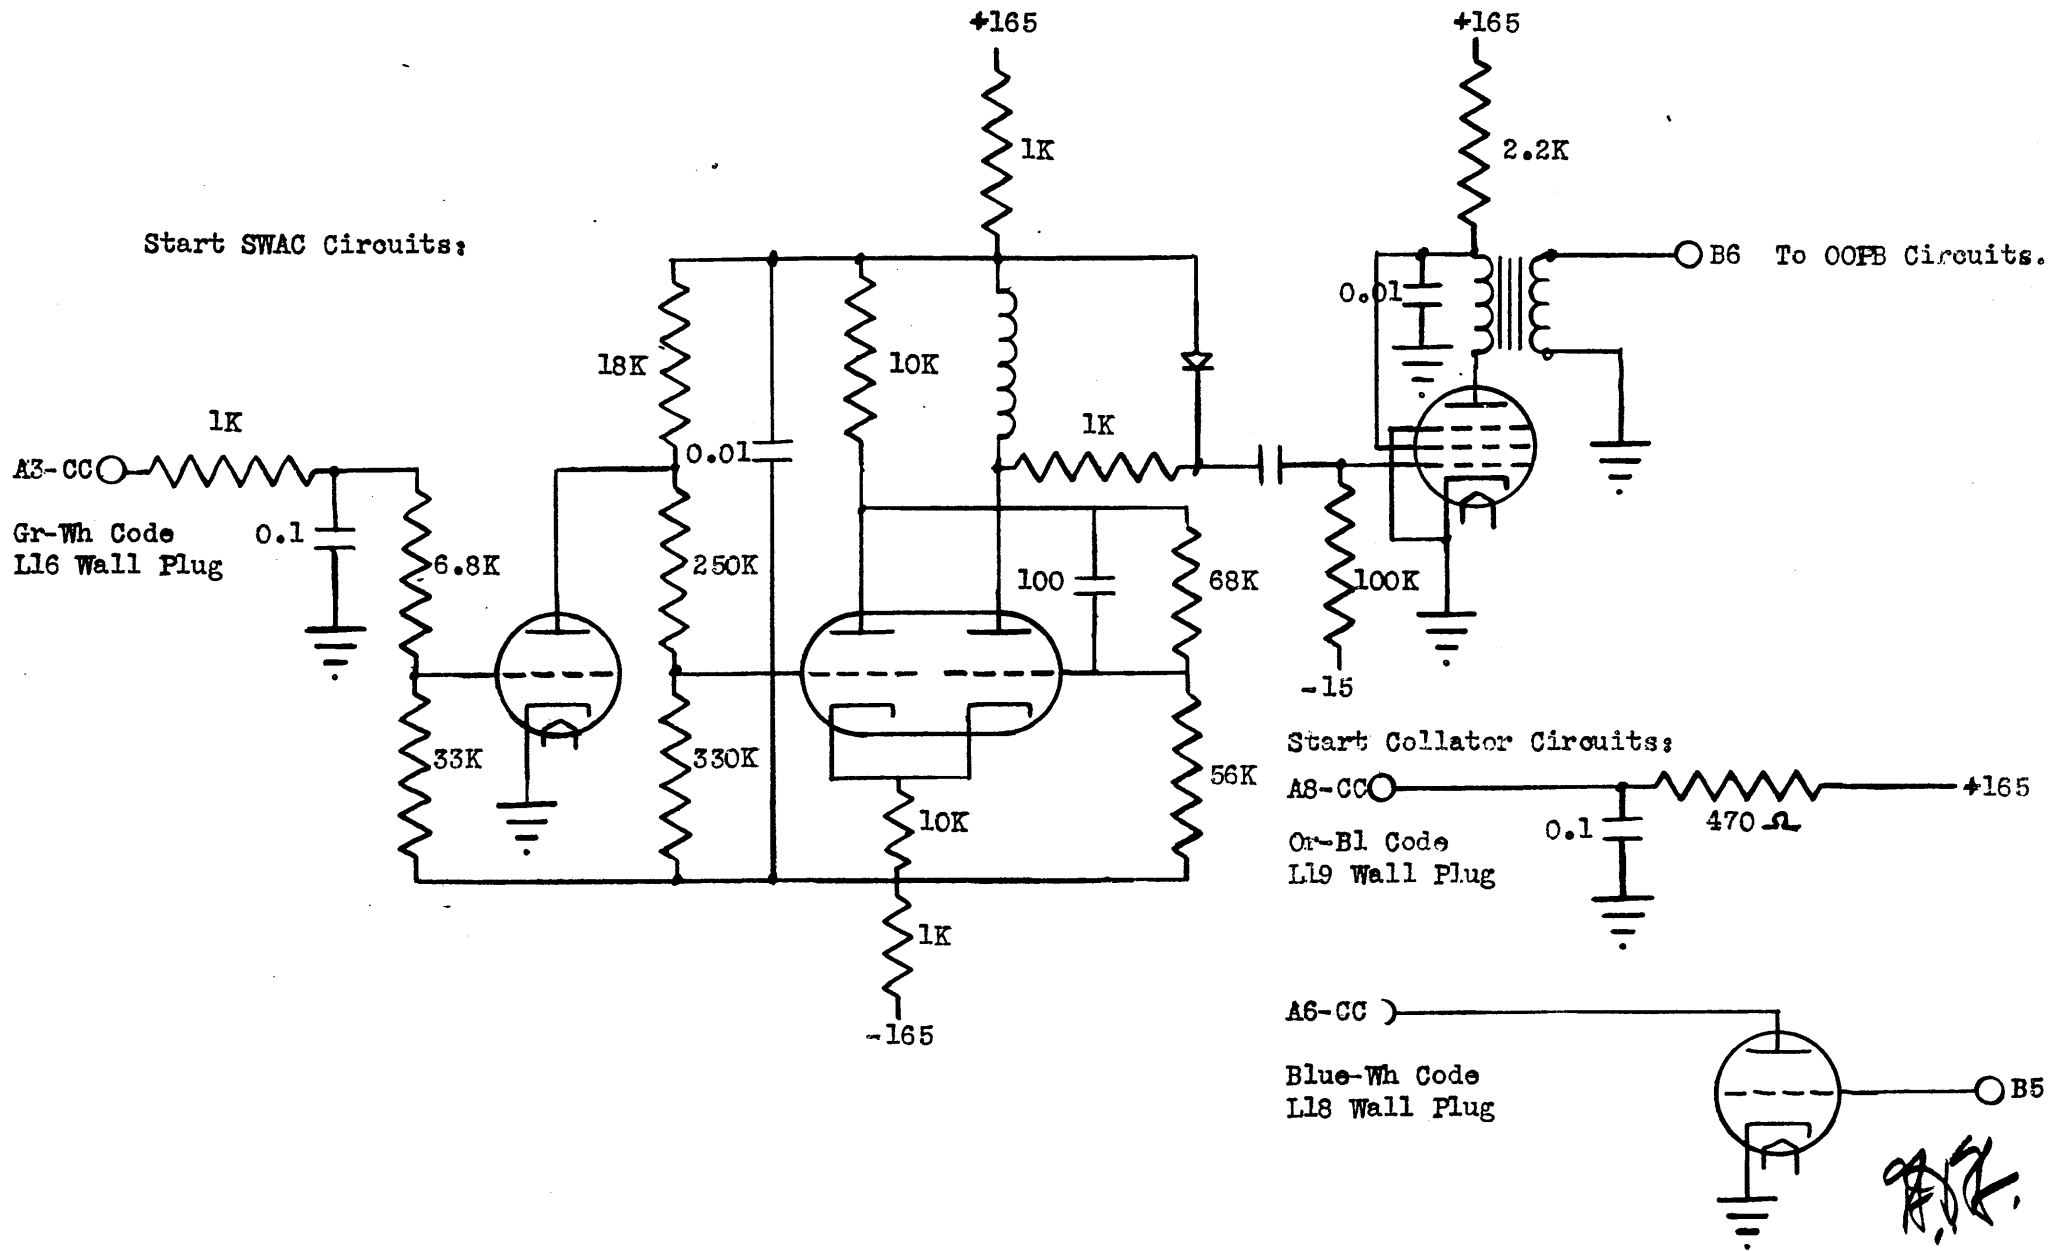 +165
+165
1K
2.2K
Start SWAC Circuits:
B6 To OOPB Circuits.
0.01
18K
10K
1K
1K
0.01
A3-CC
Gr-Wh Code
L16 Wall Plug
0.1
6.8K
250K
100
68K
100K
-15
33K
330K
56K
10K
1K
-165
Start Collator Circuits:
A8-CC
+165
0.1
470 Ω
Or-Bl Code
L19 Wall Plug
A6-CC
Blue-Wh Code
L18 Wall Plug
B5